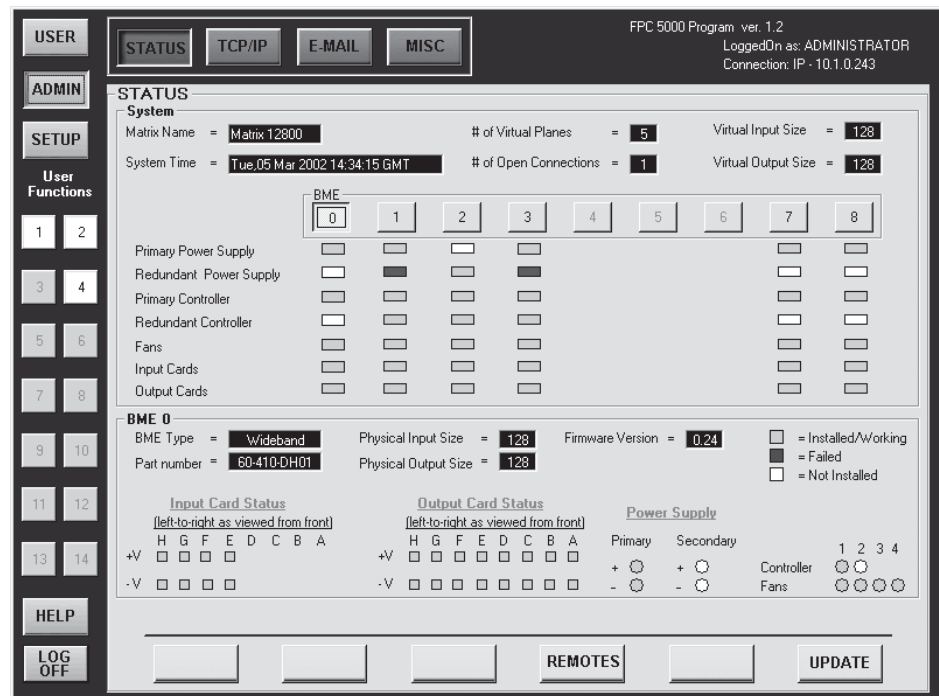 USER
ADMIN
SETUP
User
Functions
1 2
3 4
5 6
7 8
9 10
11 12
13 14
HELP
LOG
OFF
STATUS TCP/IP E-MAIL MISC
FPC 5000 Program ver. 1.2
LoggedOn as: ADMINISTRATOR
Connection: IP - 10.1.0.243
STATUS
System
Matrix Name = Matrix 12800 # of Virtual Planes = 5 Virtual Input Size = 128
System Time = Tue,05 Mar 2002 14:34:15 GMT # of Open Connections = 1 Virtual Output Size = 128
BME
0 1 2 3 4 5 6 7 8
Primary Power Supply
Redundant Power Supply
Primary Controller
Redundant Controller
Fans
Input Cards
Output Cards
BME 0
BME Type = Wideband Physical Input Size = 128 Firmware Version = 0.24
Part number = 60-410-DH01 Physical Output Size = 128
= Installed/Working
= Failed
= Not Installed
Input Card Status
(left-to-right as viewed from front)
H G F E D C B A
+V
- V
Output Card Status
(left-to-right as viewed from front)
H G F E D C B A
+V
- V
Power Supply
Primary Secondary
+ +
- -
1 2 3 4
Controller
Fans
REMOTES UPDATE